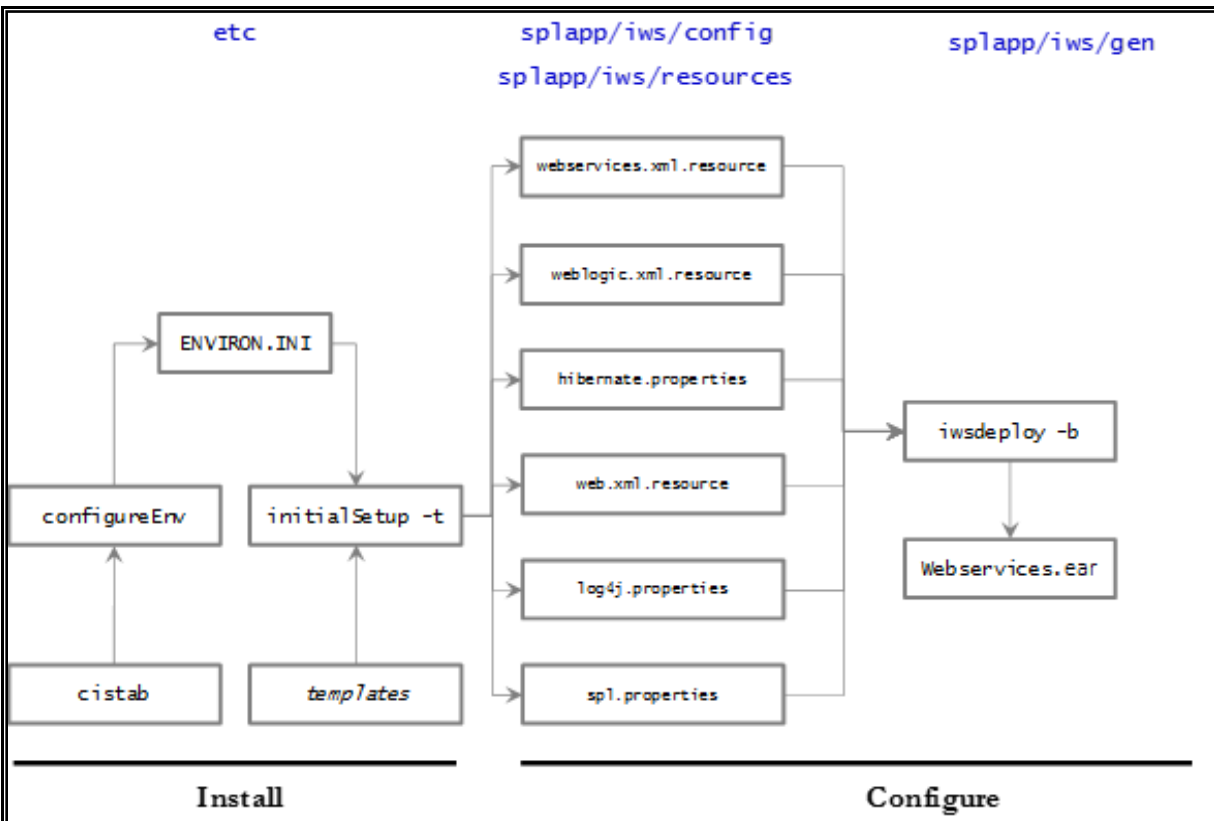 etc
splapp/iws/config
splapp/iws/resources
splapp/iws/gen
webservices.xml.resource
weblogic.xml.resource
ENVIRON.INI
hibernate.properties
iwsdeploy -b
configureEnv
initialSetup -t
web.xml.resource
Webservices.ear
log4j.properties
cistab
templates
spl.properties
Install
Configure